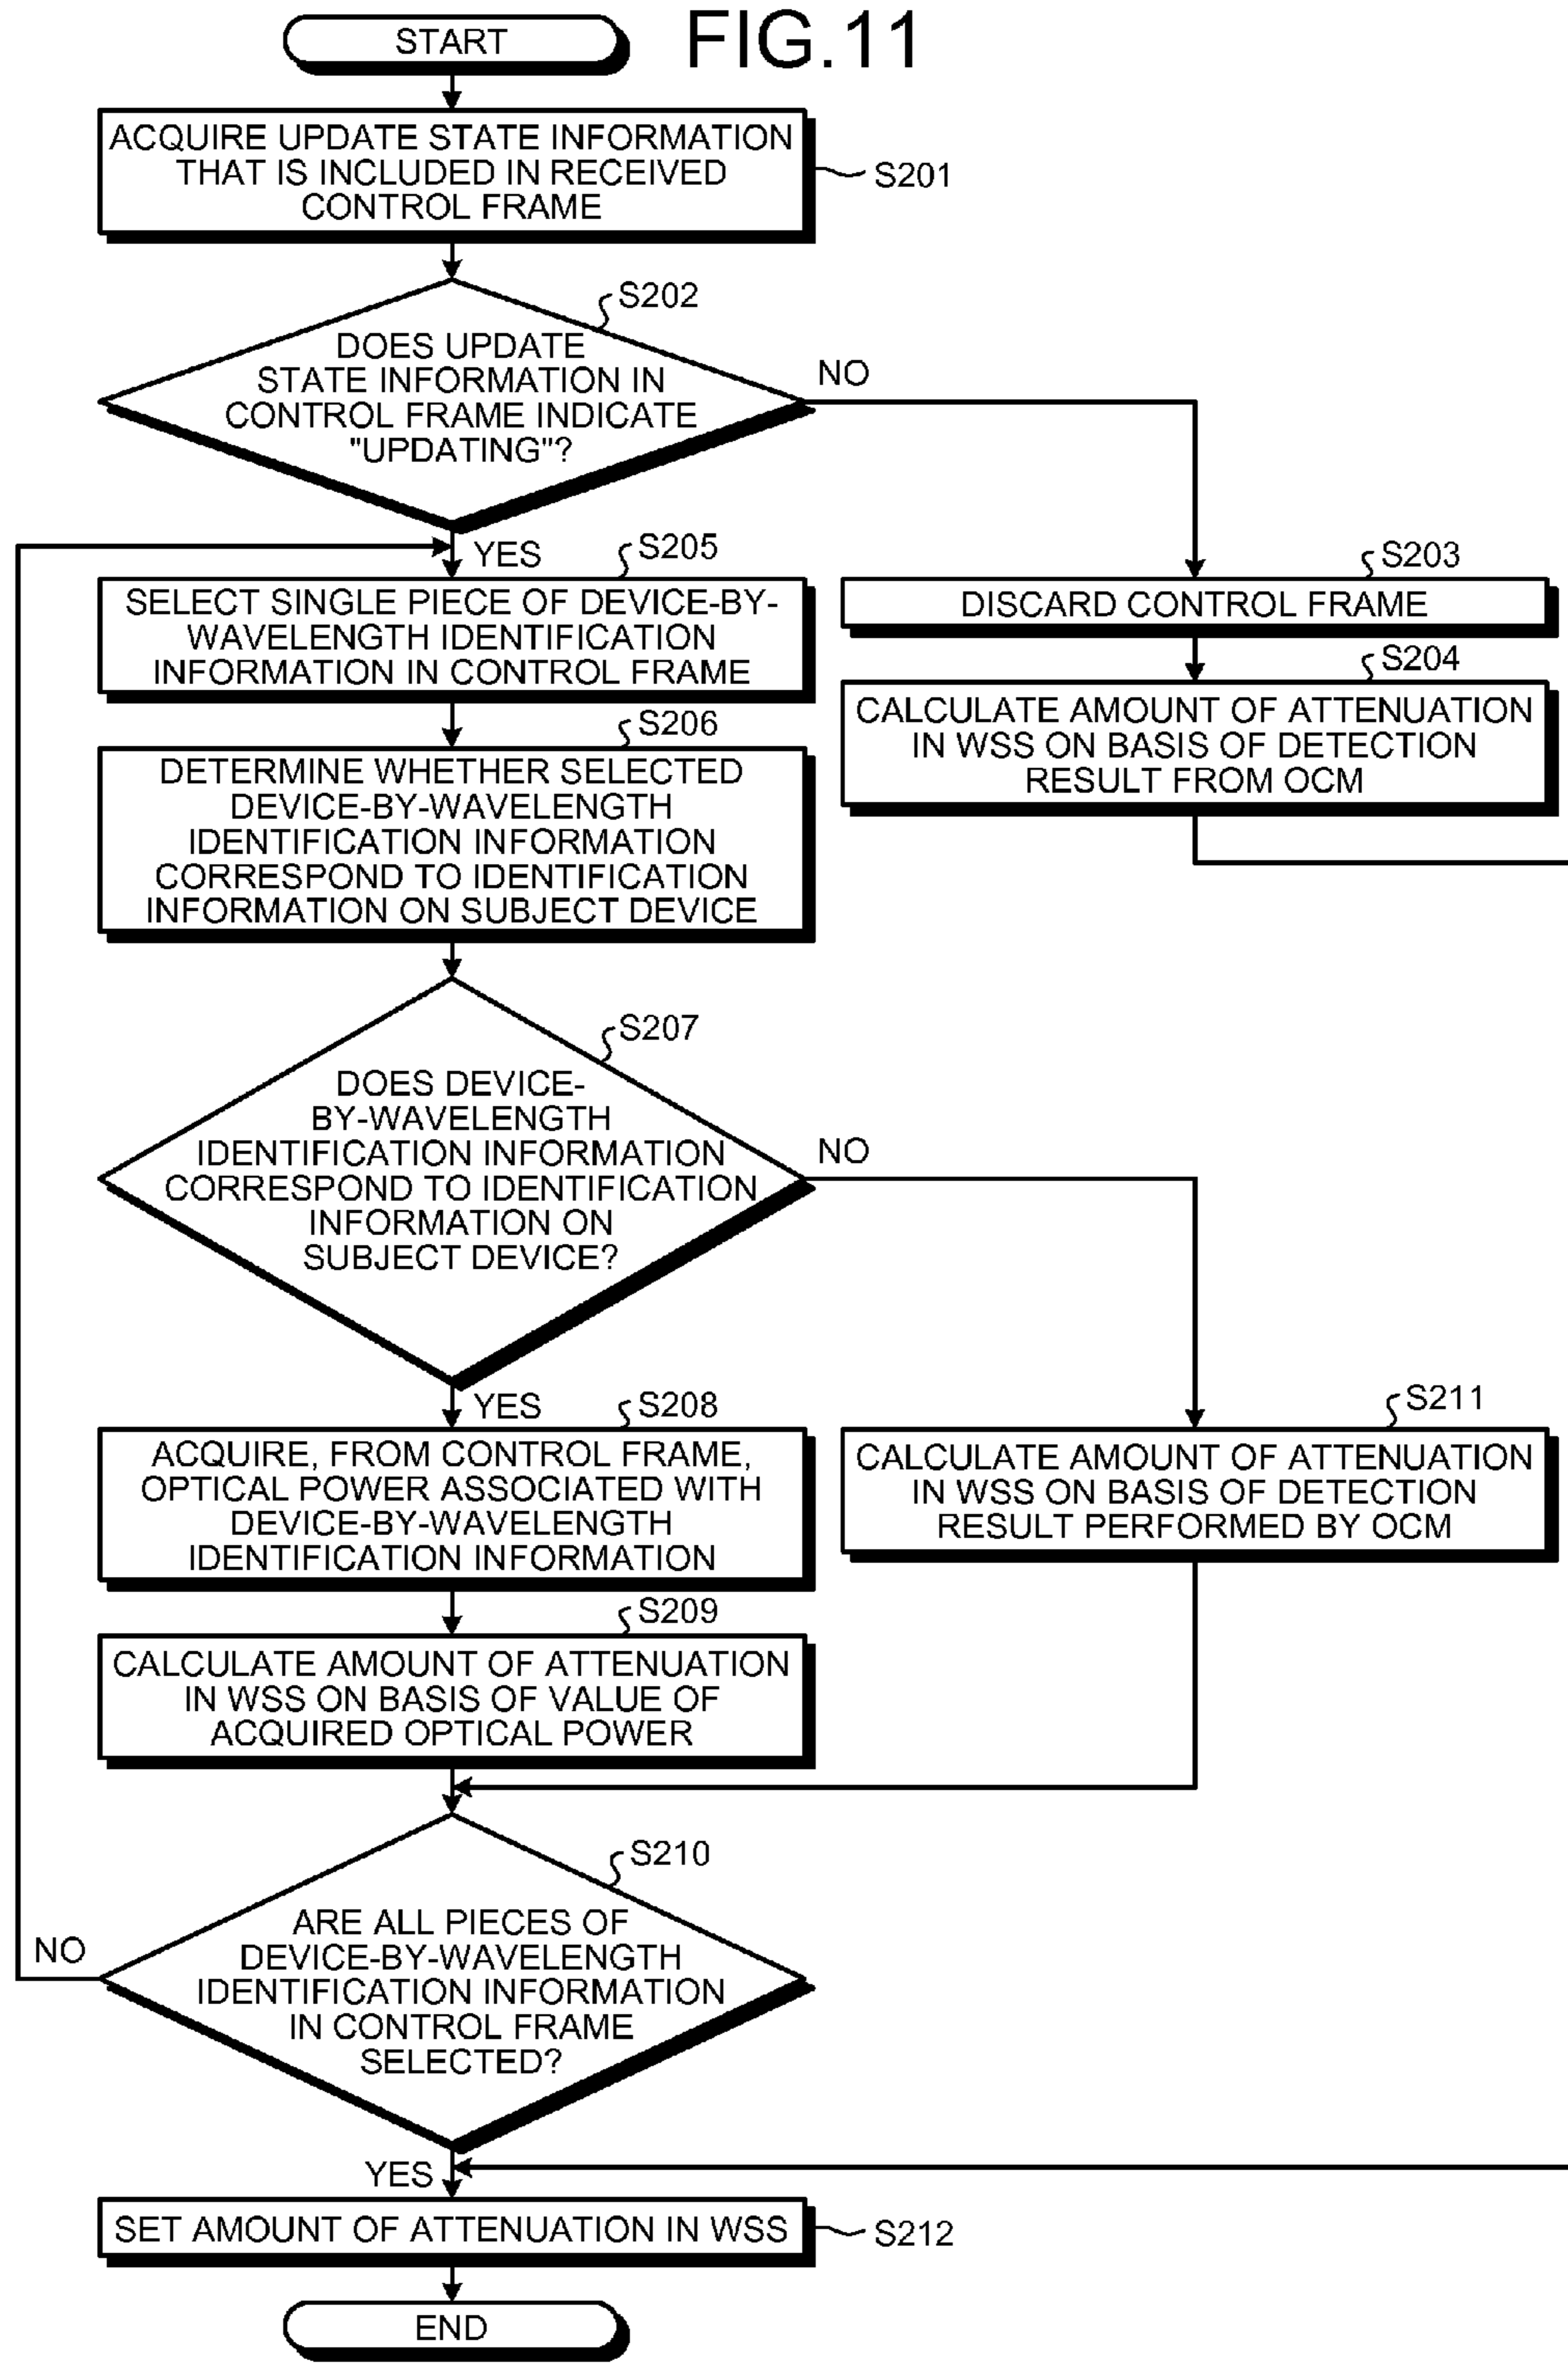 FIG.11
START
ACQUIRE UPDATE STATE INFORMATION
THAT IS INCLUDED IN RECEIVED
CONTROL FRAME
S201
S202
DOES UPDATE
STATE INFORMATION IN
CONTROL FRAME INDICATE
"UPDATING"?
NO
YES
S203
DISCARD CONTROL FRAME
S204
CALCULATE AMOUNT OF ATTENUATION
IN WSS ON BASIS OF DETECTION
RESULT FROM OCM
S205
SELECT SINGLE PIECE OF DEVICE-BY-
WAVELENGTH IDENTIFICATION
INFORMATION IN CONTROL FRAME
S206
DETERMINE WHETHER SELECTED
DEVICE-BY-WAVELENGTH
IDENTIFICATION INFORMATION
CORRESPOND TO IDENTIFICATION
INFORMATION ON SUBJECT DEVICE
S207
DOES DEVICE-
BY-WAVELENGTH
IDENTIFICATION INFORMATION
CORRESPOND TO IDENTIFICATION
INFORMATION ON
SUBJECT DEVICE?
NO
YES
S208
ACQUIRE, FROM CONTROL FRAME,
OPTICAL POWER ASSOCIATED WITH
DEVICE-BY-WAVELENGTH
IDENTIFICATION INFORMATION
S211
CALCULATE AMOUNT OF ATTENUATION
IN WSS ON BASIS OF DETECTION
RESULT PERFORMED BY OCM
S209
CALCULATE AMOUNT OF ATTENUATION
IN WSS ON BASIS OF VALUE OF
ACQUIRED OPTICAL POWER
S210
ARE ALL PIECES OF
DEVICE-BY-WAVELENGTH
IDENTIFICATION INFORMATION
IN CONTROL FRAME
SELECTED?
NO
YES
SET AMOUNT OF ATTENUATION IN WSS
S212
END